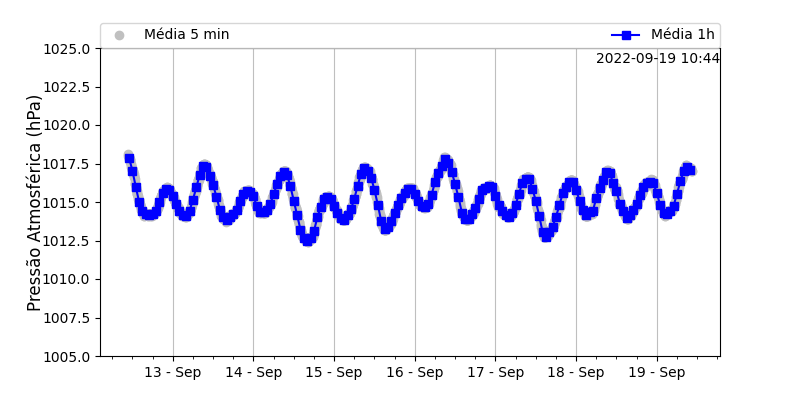 Média 5 min
Média 1h
2022-09-19 10:44
Pressão Atmosférica (hPa)
1025.0
1022.5
1020.0
1017.5
1015.0
1012.5
1010.0
1007.5
1005.0
13 - Sep
14 - Sep
15 - Sep
16 - Sep
17 - Sep
18 - Sep
19 - Sep